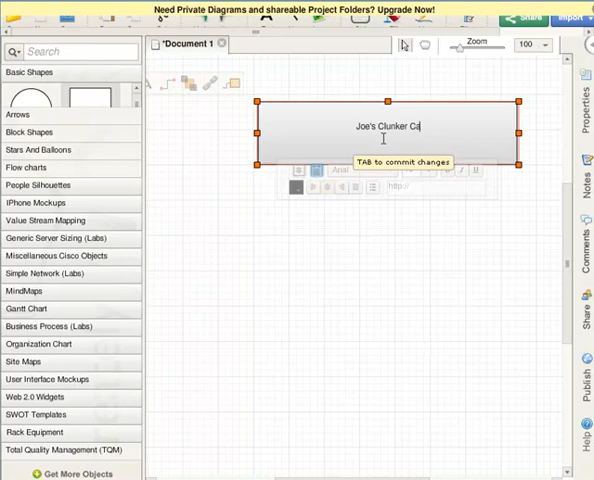 Need Private Diagrams and shareable Project Folders? Upgrade Now!
Share
Import
*Document 1
Zoom
100
Search
Basic Shapes
Arrows
Block Shapes
Stars And Balloons
Flow charts
People Silhouettes
IPhone Mockups
Value Stream Mapping
Generic Server Sizing (Labs)
Miscellaneous Cisco Objects
Simple Network (Labs)
MindMaps
Gantt Chart
Business Process (Labs)
Organization Chart
Site Maps
User Interface Mockups
Web 2.0 Widgets
SWOT Templates
Rack Equipment
Total Quality Management (TQM)
Get More Objects
Joe's Clunker Ca
TAB to commit changes
Arial
B I U
http://
Properties
Notes
Comments
Share
Publish
Help